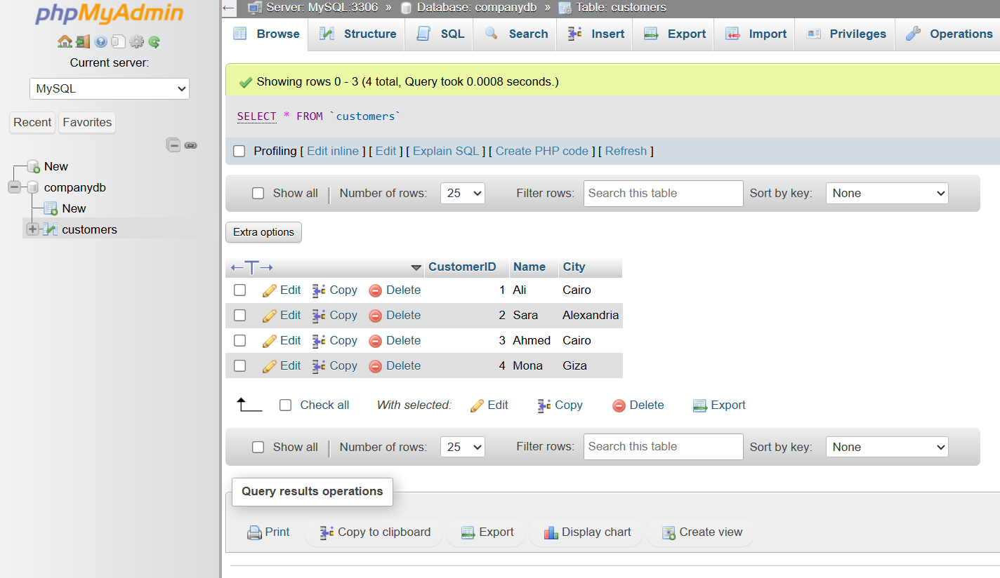 phpMyAdmin
Current server:
MySQL
Recent Favorites
New
companydb
New
customers
Server: MySQL:3306 » Database: companydb » Table: customers
Browse Structure SQL Search Insert Export Import Privileges Operations
Showing rows 0 - 3 (4 total, Query took 0.0008 seconds.)
SELECT * FROM `customers`
Profiling [ Edit inline ] [ Edit ] [ Explain SQL ] [ Create PHP code ] [ Refresh ]
Show all | Number of rows: 25 Filter rows: Search this table Sort by key: None
Extra options
←T→ CustomerID Name City
Edit Copy Delete 1 Ali Cairo
Edit Copy Delete 2 Sara Alexandria
Edit Copy Delete 3 Ahmed Cairo
Edit Copy Delete 4 Mona Giza
Check all With selected: Edit Copy Delete Export
Show all | Number of rows: 25 Filter rows: Search this table Sort by key: None
Query results operations
Print Copy to clipboard Export Display chart Create view